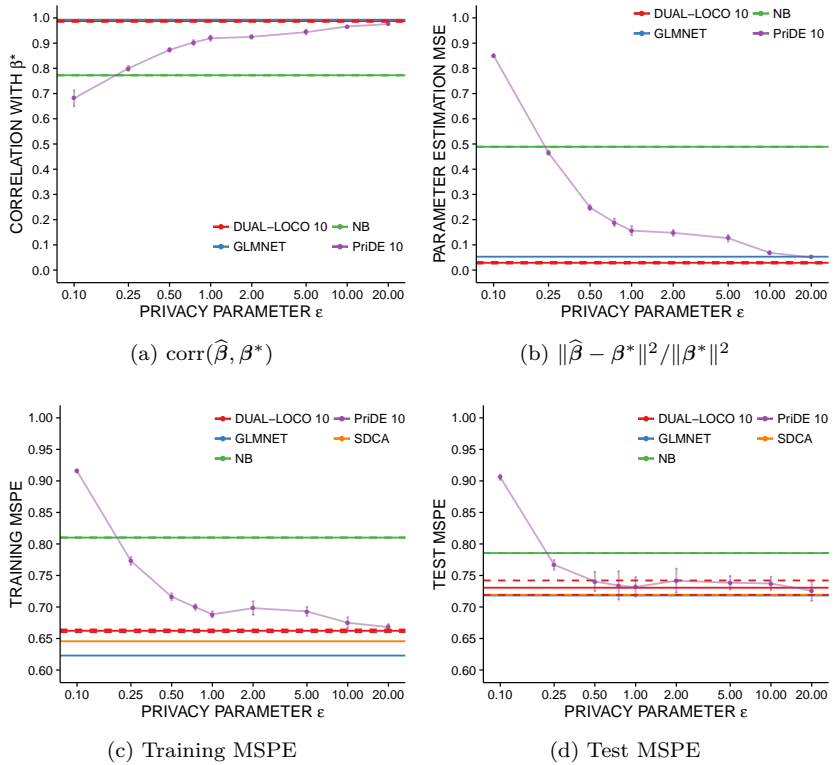 CORRELATION WITH β*
1.0
0.9
0.8
0.7
0.6
0.5
0.4
0.3
0.2
0.1
0.0
DUAL−LOCO 10
GLMNET
NB
PriDE 10
0.10 0.25 0.50 1.00 2.00 5.00 10.00 20.00
PRIVACY PARAMETER ε
(a) corr(β̂, β*)
PARAMETER ESTIMATION MSE
1.0
0.9
0.8
0.7
0.6
0.5
0.4
0.3
0.2
0.1
0.0
DUAL−LOCO 10
GLMNET
NB
PriDE 10
0.10 0.25 0.50 1.00 2.00 5.00 10.00 20.00
PRIVACY PARAMETER ε
(b) ‖β̂ − β*‖²/‖β*‖²
TRAINING MSPE
1.00
0.95
0.90
0.85
0.80
0.75
0.70
0.65
0.60
DUAL−LOCO 10
GLMNET
NB
PriDE 10
SDCA
0.10 0.25 0.50 1.00 2.00 5.00 10.00 20.00
PRIVACY PARAMETER ε
(c) Training MSPE
TEST MSPE
1.00
0.95
0.90
0.85
0.80
0.75
0.70
0.65
0.60
DUAL−LOCO 10
GLMNET
NB
PriDE 10
SDCA
0.10 0.25 0.50 1.00 2.00 5.00 10.00 20.00
PRIVACY PARAMETER ε
(d) Test MSPE